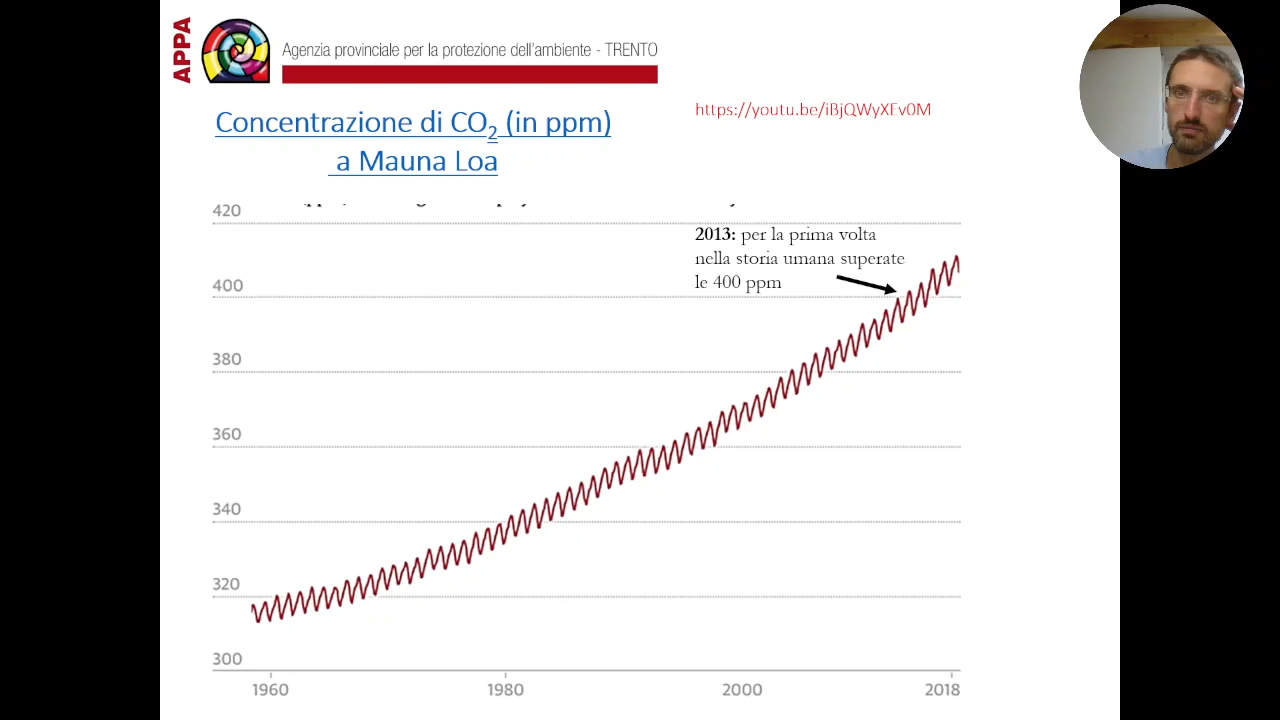 APPA
Agenzia provinciale per la protezione dell'ambiente - TRENTO
Concentrazione di CO2 (in ppm)
a Mauna Loa
https://youtu.be/iBjQWyXEv0M
420
2013: per la prima volta
nella storia umana superate
le 400 ppm
400
380
360
340
320
300
1960 1980 2000 2018